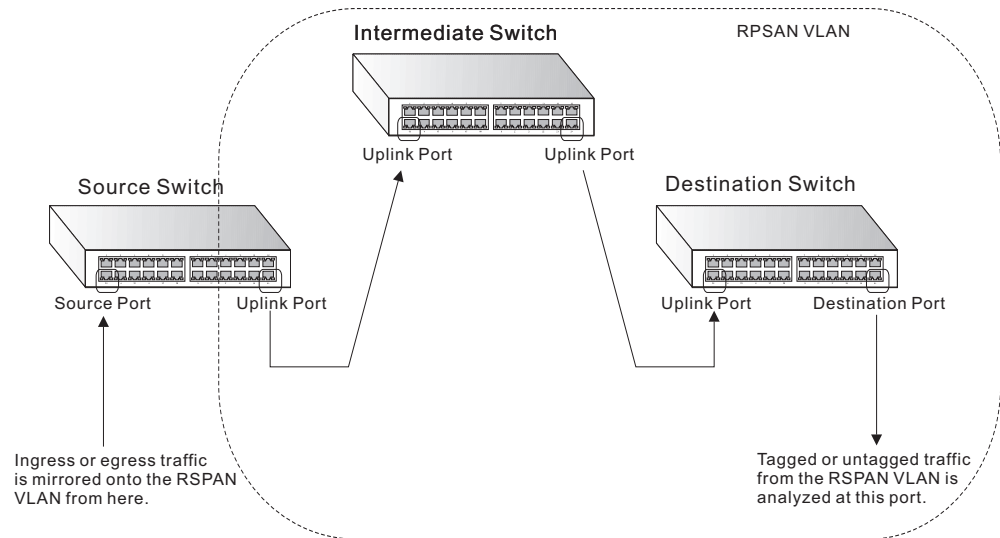 Intermediate Switch
RPSAN VLAN
Uplink Port
Uplink Port
Source Switch
Destination Switch
Source Port
Uplink Port
Uplink Port
Destination Port
Ingress or egress traffic
is mirrored onto the RSPAN
VLAN from here.
Tagged or untagged traffic
from the RSPAN VLAN is
analyzed at this port.